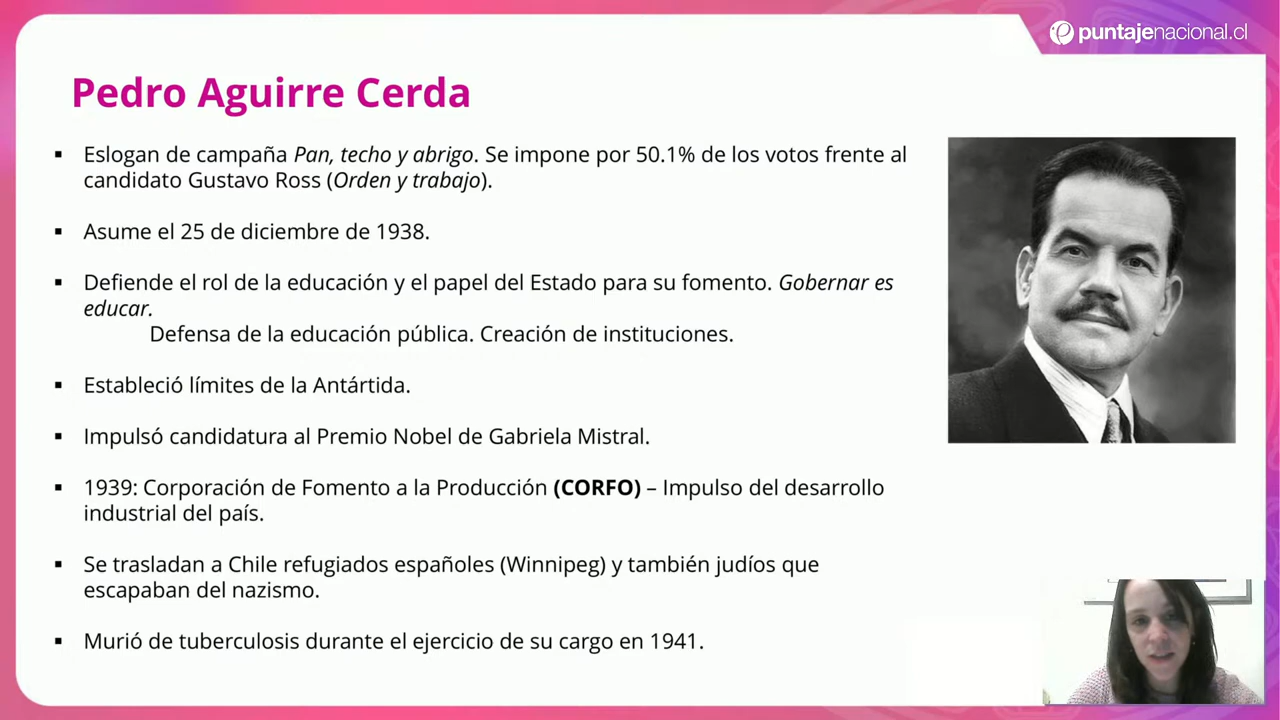 puntajenacional.cl
Pedro Aguirre Cerda
▪ Eslogan de campaña Pan, techo y abrigo. Se impone por 50.1% de los votos frente al
candidato Gustavo Ross (Orden y trabajo).
▪ Asume el 25 de diciembre de 1938.
▪ Defiende el rol de la educación y el papel del Estado para su fomento. Gobernar es
educar.
Defensa de la educación pública. Creación de instituciones.
▪ Estableció límites de la Antártida.
▪ Impulsó candidatura al Premio Nobel de Gabriela Mistral.
▪ 1939: Corporación de Fomento a la Producción (CORFO) – Impulso del desarrollo
industrial del país.
▪ Se trasladan a Chile refugiados españoles (Winnipeg) y también judíos que
escapaban del nazismo.
▪ Murió de tuberculosis durante el ejercicio de su cargo en 1941.